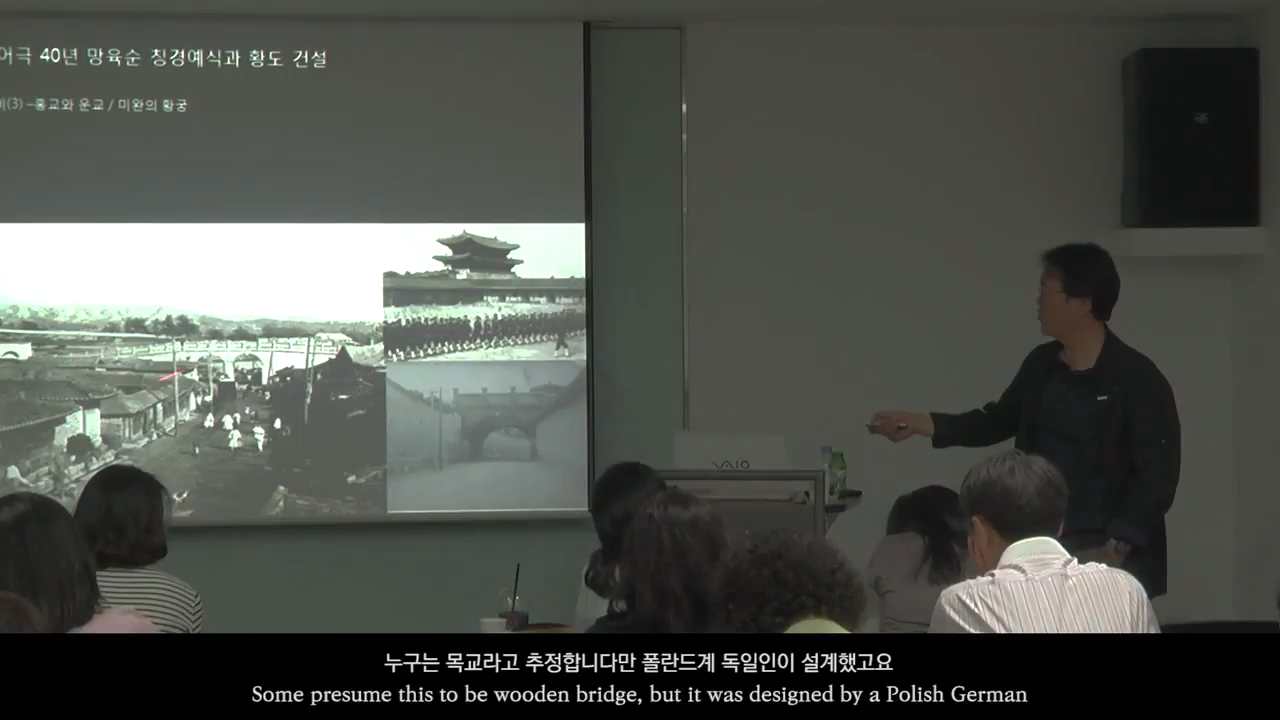 어극 40년 망육순 칭경예식과 황도 건설
비(3) –홍교와 운교 / 미완의 황궁
VAIO
누구는 목교라고 추정합니다만 폴란드계 독일인이 설계했고요
Some presume this to be wooden bridge, but it was designed by a Polish German